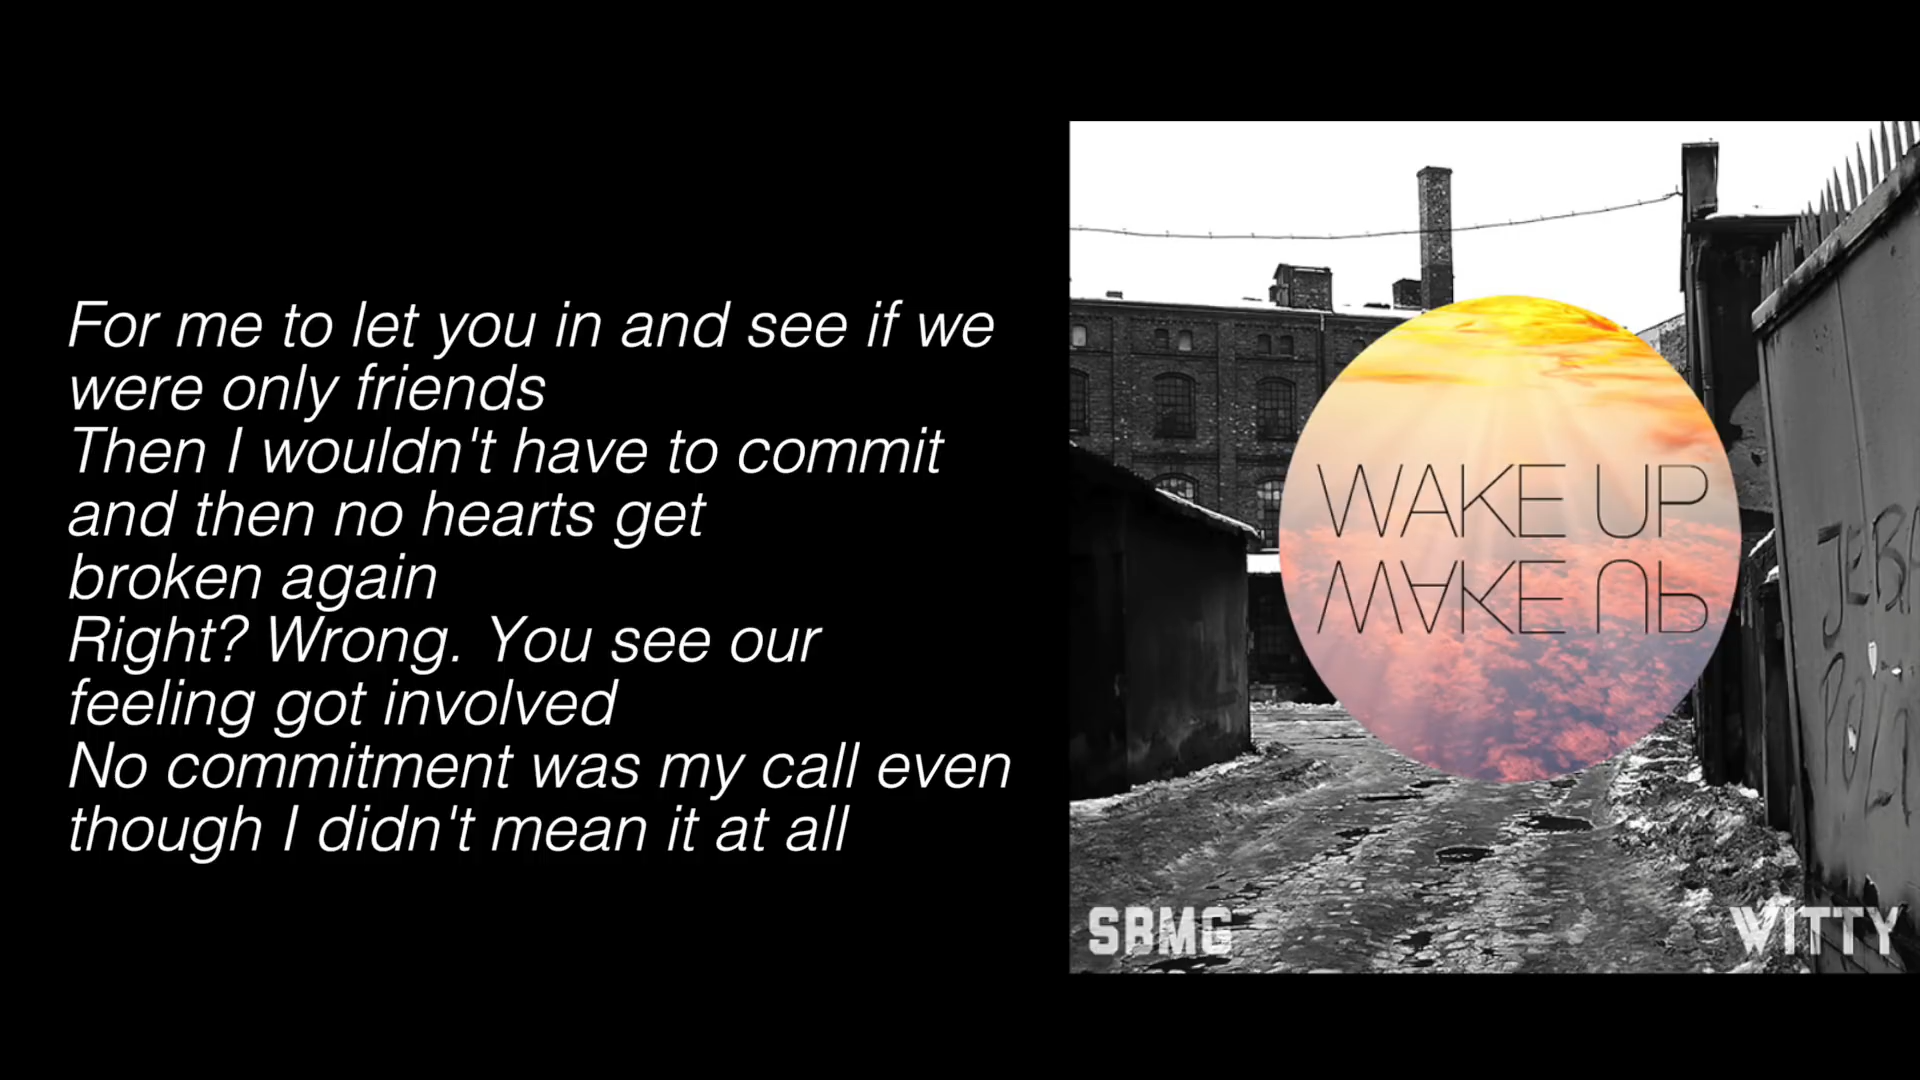 For me to let you in and see if we
were only friends
Then I wouldn't have to commit
and then no hearts get
broken again
Right? Wrong. You see our
feeling got involved
No commitment was my call even
though I didn't mean it at all
WAKE UP
WAKE UP
SBMG
WITTY